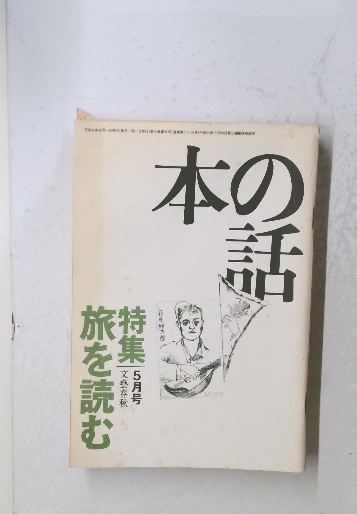 本の話
特集
旅を読む
5月号
文藝春秋